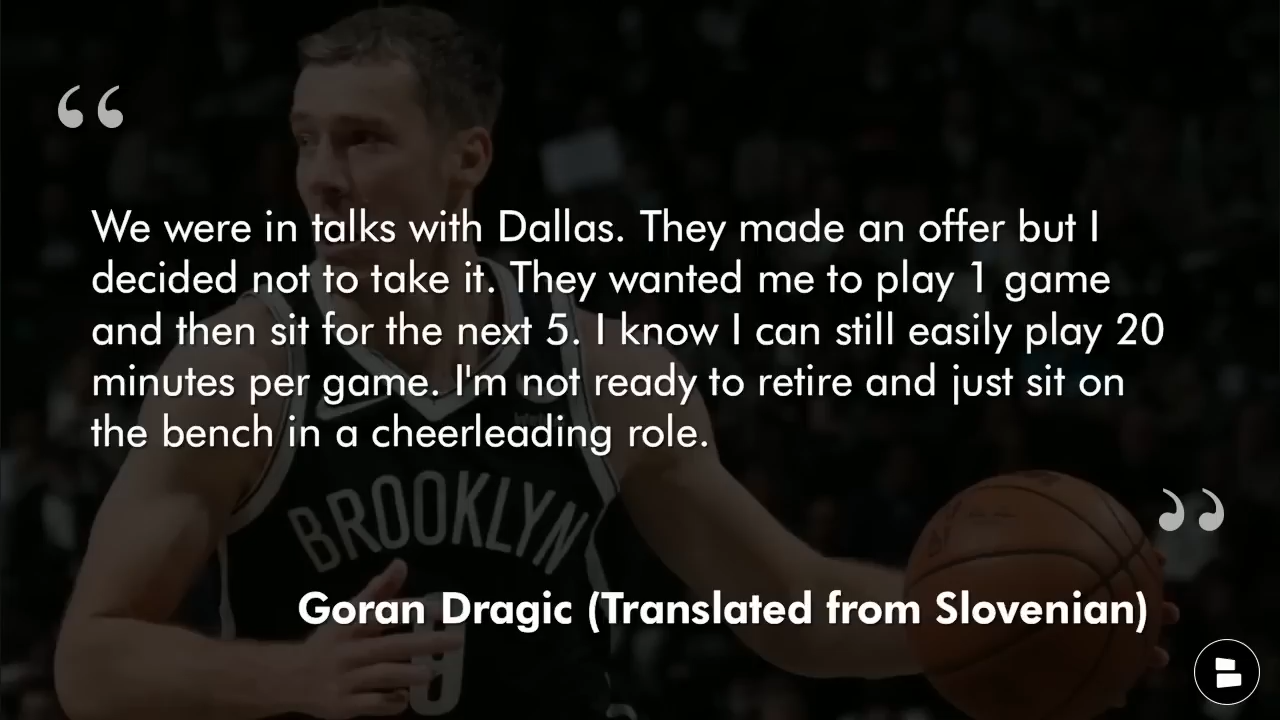 “
We were in talks with Dallas. They made an offer but I
decided not to take it. They wanted me to play 1 game
and then sit for the next 5. I know I can still easily play 20
minutes per game. I'm not ready to retire and just sit on
the bench in a cheerleading role.
”
BROOKLYN
Goran Dragic (Translated from Slovenian)